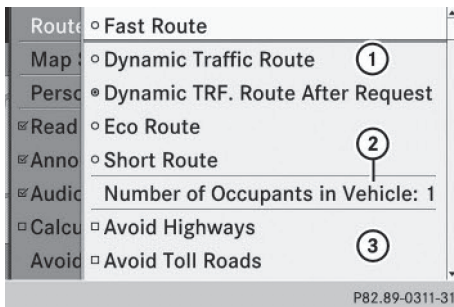 Route
Fast Route
Map
Dynamic Traffic Route
1
Perso
Dynamic TRF. Route After Request
Read
Eco Route
2
Anno
Short Route
Audio
Number of Occupants in Vehicle: 1
Calcu
Avoid Highways
3
Avoid
Avoid Toll Roads
P82.89-0311-31